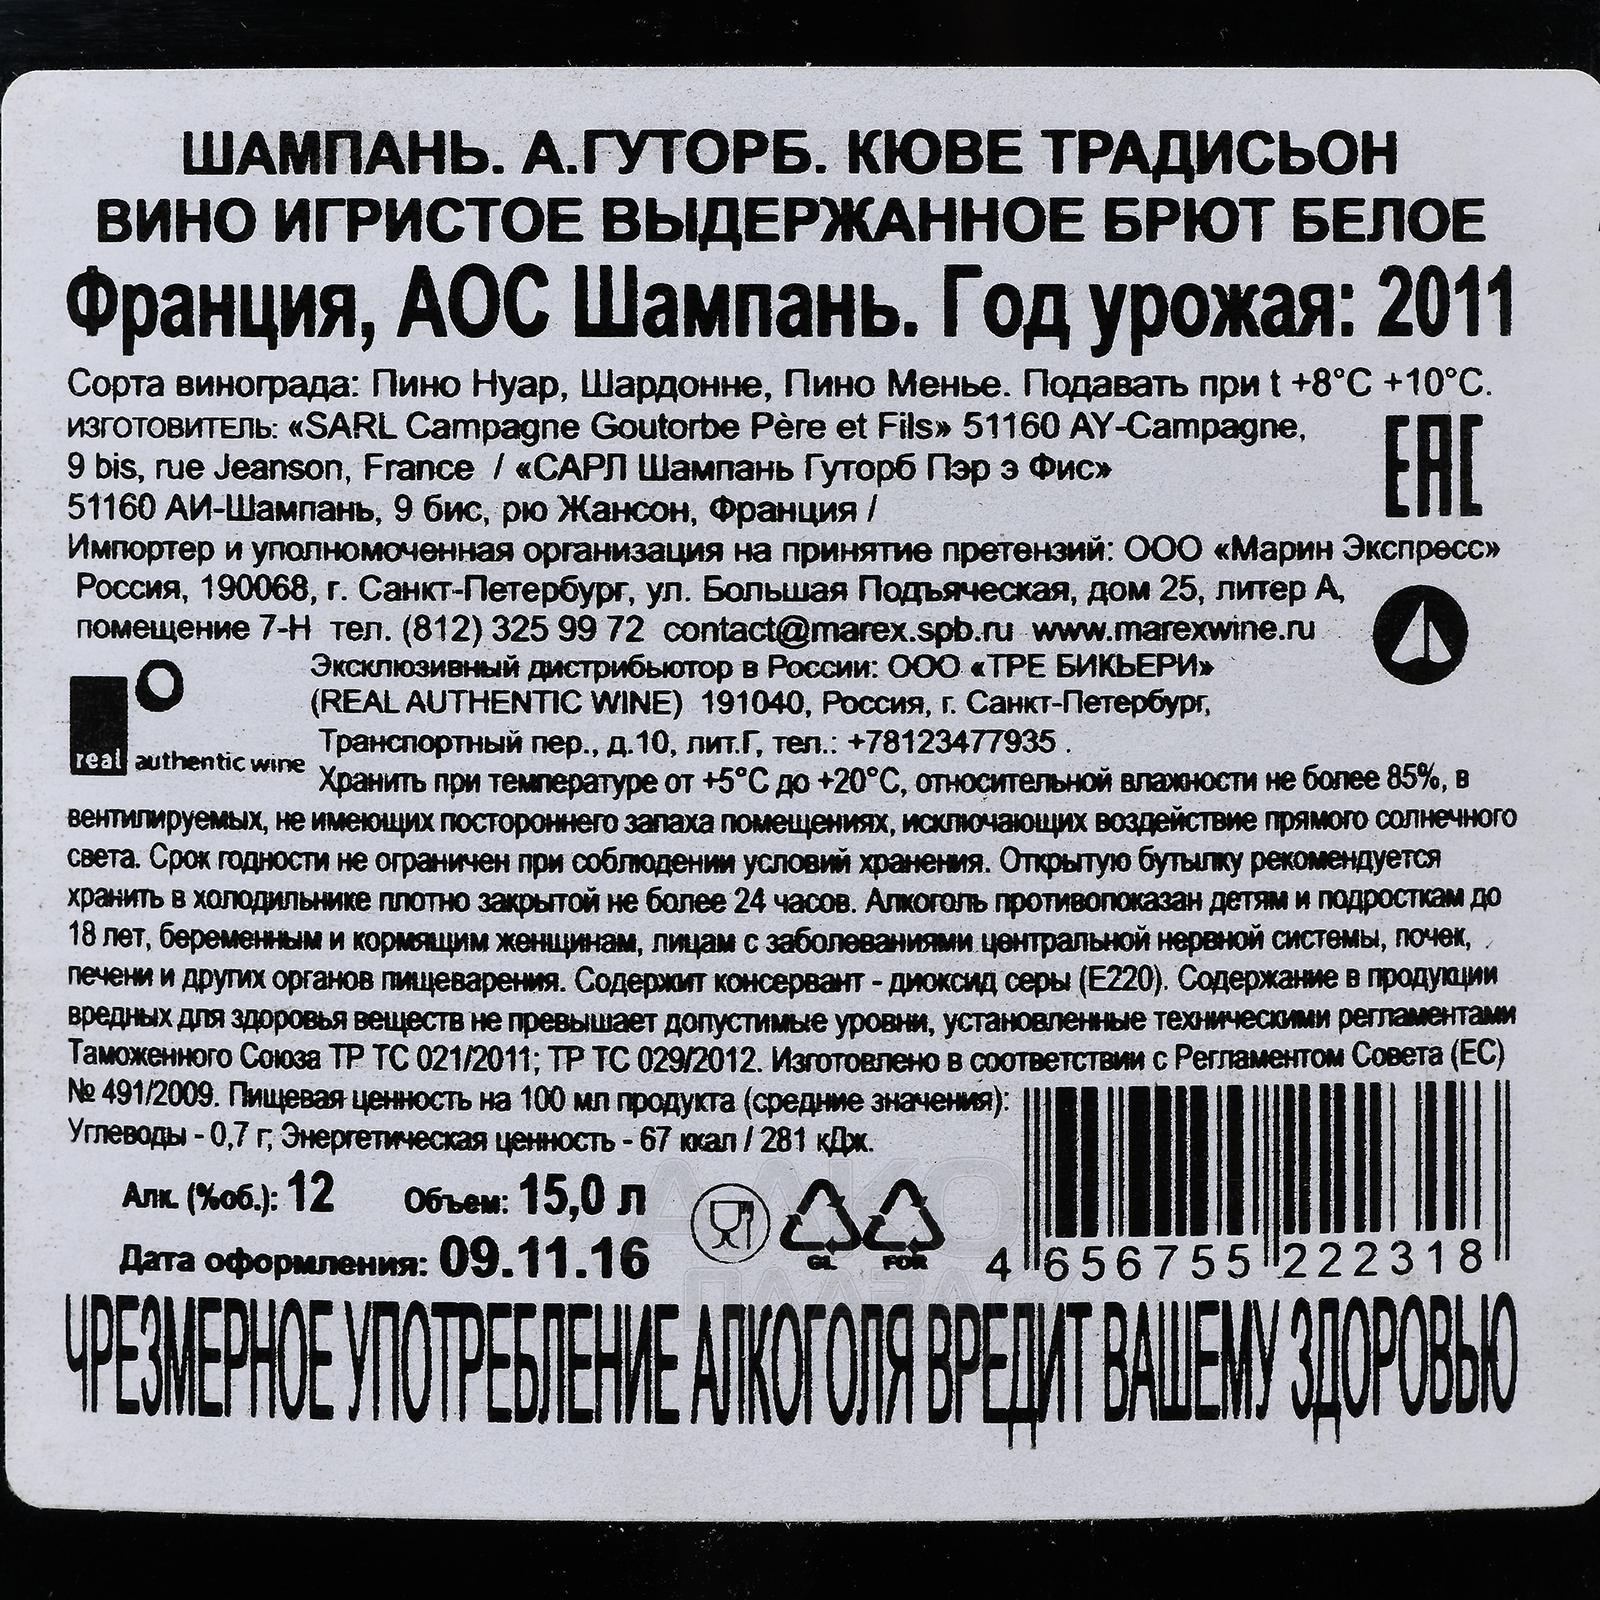 ШАМПАНЬ. А.ГУТОРБ. КЮВЕ ТРАДИСЬОН
ВИНО ИГРИСТОЕ ВЫДЕРЖАННОЕ БРЮТ БЕЛОЕ
Франция, АОС Шампань. Год урожая: 2011
Сорта винограда: Пино Нуар, Шардонне, Пино Менье. Подавать при t +8°C +10°C.
ИЗГОТОВИТЕЛЬ: «SARL Campagne Goutorbe Père et Fils» 51160 AY-Campagne,
9 bis, rue Jeanson, France / «САРЛ Шампань Гуторб Пэр э Фис»
51160 АИ-Шампань, 9 бис, рю Жансон, Франция /
EAC
Импортер и уполномоченная организация на принятие претензий: ООО «Марин Экспресс»
Россия, 190068, г. Санкт-Петербург, ул. Большая Подъяческая, дом 25, литер А,
помещение 7-Н тел. (812) 325 99 72 contact@marex.spb.ru www.marexwine.ru
Эксклюзивный дистрибьютор в России: ООО «ТРЕ БИКЬЕРИ»
(REAL AUTHENTIC WINE) 191040, Россия, г. Санкт-Петербург,
Транспортный пер., д.10, лит.Г, тел.: +78123477935 .
real authentic wine
Хранить при температуре от +5°C до +20°C, относительной влажности не более 85%, в
вентилируемых, не имеющих постороннего запаха помещениях, исключающих воздействие прямого солнечного
света. Срок годности не ограничен при соблюдении условий хранения. Открытую бутылку рекомендуется
хранить в холодильнике плотно закрытой не более 24 часов. Алкоголь противопоказан детям и подросткам до
18 лет, беременным и кормящим женщинам, лицам с заболеваниями центральной нервной системы, почек,
печени и других органов пищеварения. Содержит консервант - диоксид серы (Е220). Содержание в продукции
вредных для здоровья веществ не превышает допустимые уровни, установленные техническими регламентами
Таможенного Союза ТР ТС 021/2011; ТР ТС 029/2012. Изготовлено в соответствии с Регламентом Совета (ЕС)
№ 491/2009. Пищевая ценность на 100 мл продукта (средние значения):
Углеводы - 0,7 г; Энергетическая ценность - 67 ккал / 281 кДж.
Алк. (%об.): 12 Объем: 15,0 л
Дата оформления: 09.11.16
GL FOR
4 656755 222318
АЛКО
ПЛАЗА
ЧРЕЗМЕРНОЕ УПОТРЕБЛЕНИЕ АЛКОГОЛЯ ВРЕДИТ ВАШЕМУ ЗДОРОВЬЮ